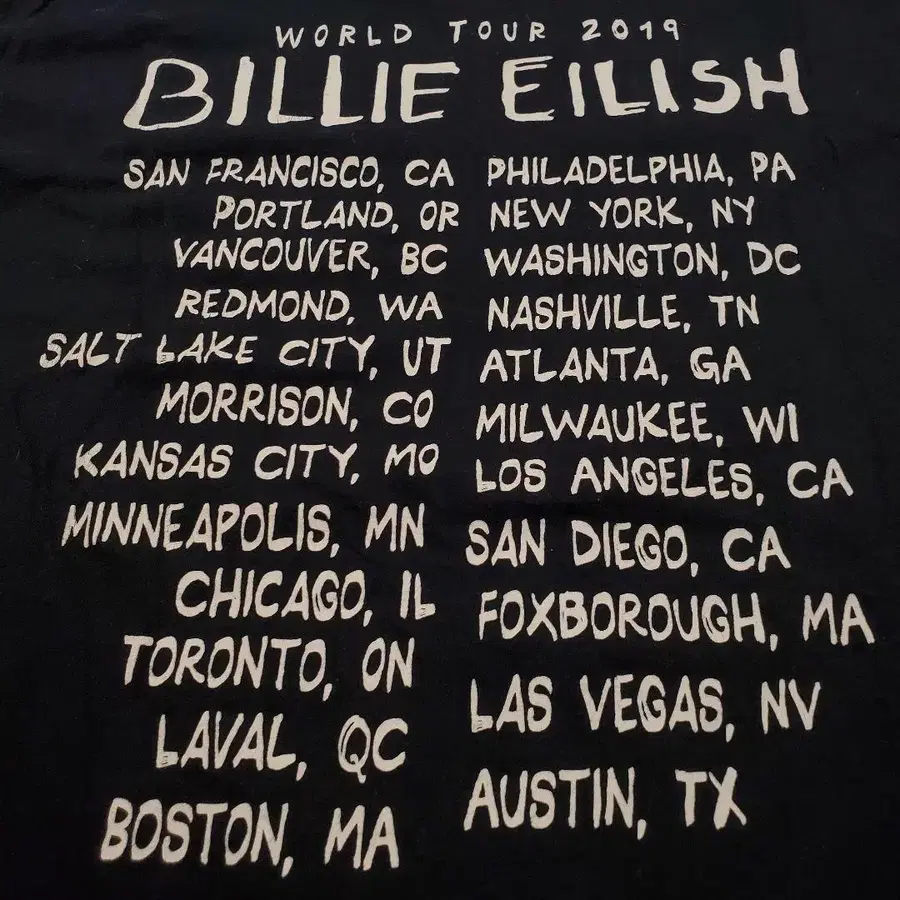 WORLD TOUR 2019
BILLIE EILISH
SAN FRANCISCO, CA
PORTLAND, OR
VANCOUVER, BC
REDMOND, WA
SALT LAKE CITY, UT
MORRISON, CO
KANSAS CITY, MO
MINNEAPOLIS, MN
CHICAGO, IL
TORONTO, ON
LAVAL, QC
BOSTON, MA
PHILADELPHIA, PA
NEW YORK, NY
WASHINGTON, DC
NASHVILLE, TN
ATLANTA, GA
MILWAUKEE, WI
LOS ANGELES, CA
SAN DIEGO, CA
FOXBOROUGH, MA
LAS VEGAS, NV
AUSTIN, TX